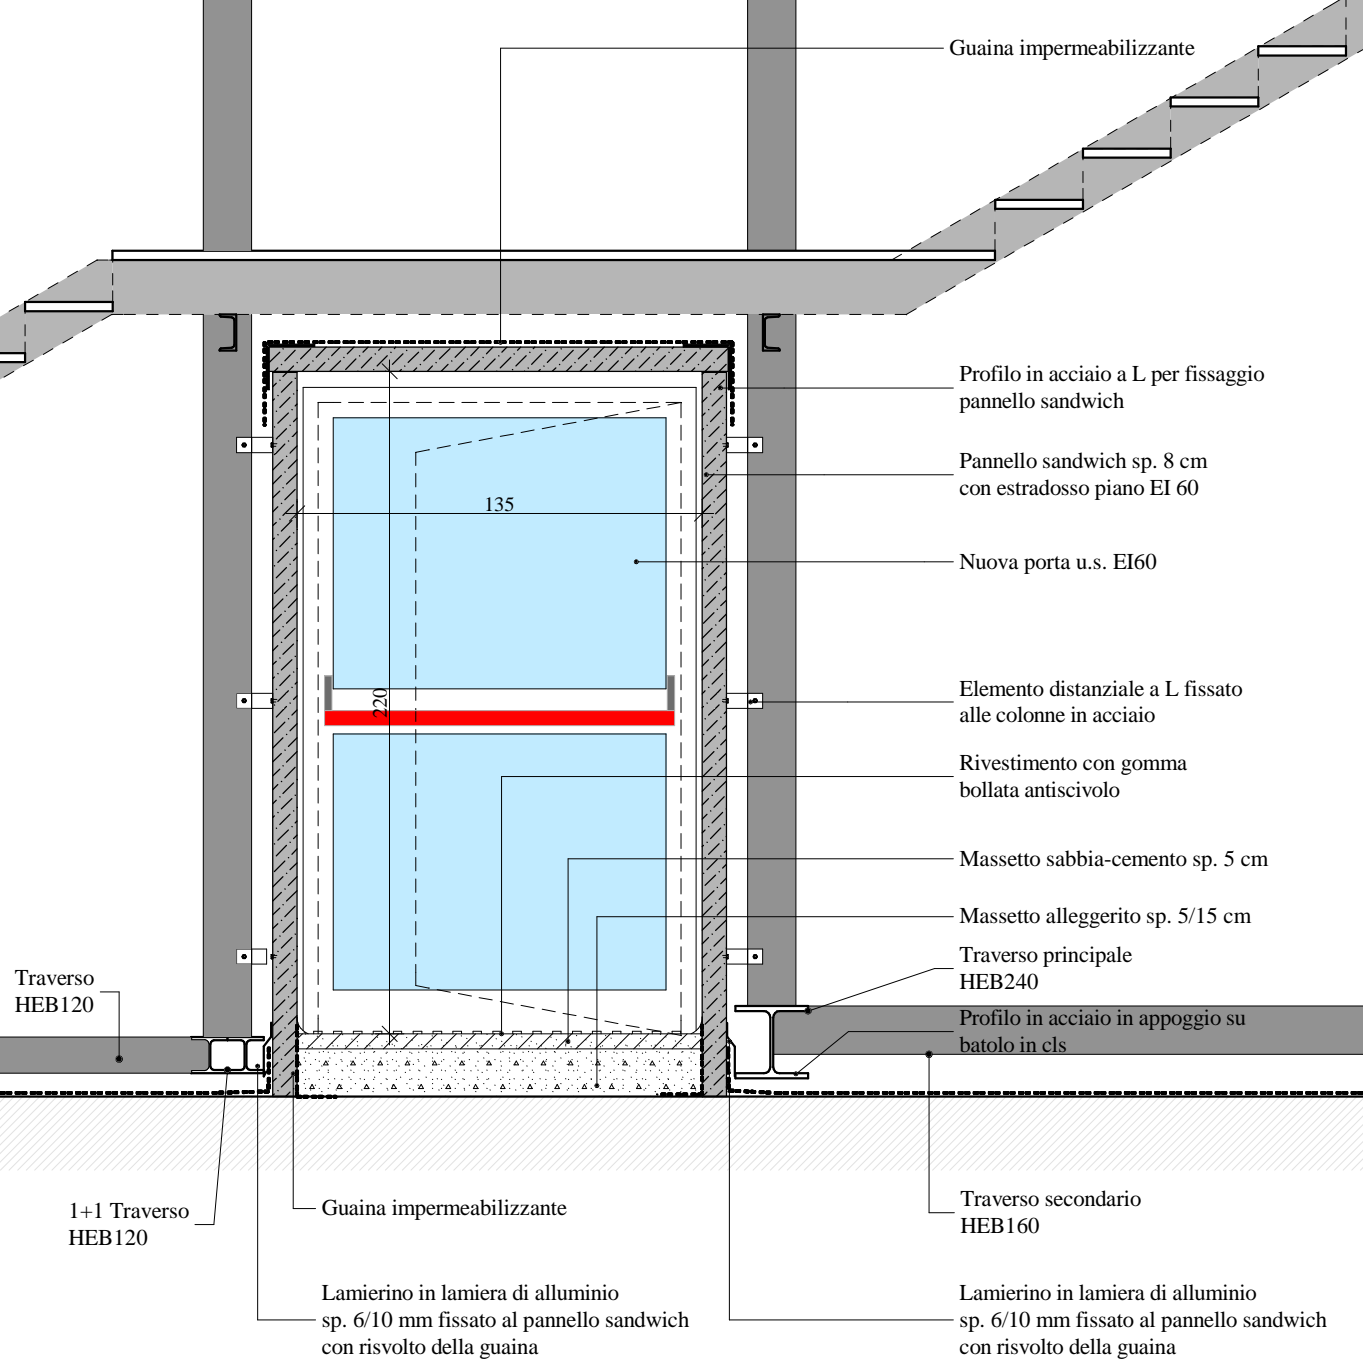 Guaina impermeabilizzante
Profilo in acciaio a L per fissaggio
pannello sandwich
Pannello sandwich sp. 8 cm
con estradosso piano EI 60
135
Nuova porta u.s. EI60
220
Elemento distanziale a L fissato
alle colonne in acciaio
Rivestimento con gomma
bollata antiscivolo
Massetto sabbia-cemento sp. 5 cm
Massetto alleggerito sp. 5/15 cm
Traverso principale
HEB240
Traverso
HEB120
Profilo in acciaio in appoggio su
batolo in cls
1+1 Traverso
HEB120
Guaina impermeabilizzante
Traverso secondario
HEB160
Lamierino in lamiera di alluminio
sp. 6/10 mm fissato al pannello sandwich
con risvolto della guaina
Lamierino in lamiera di alluminio
sp. 6/10 mm fissato al pannello sandwich
con risvolto della guaina